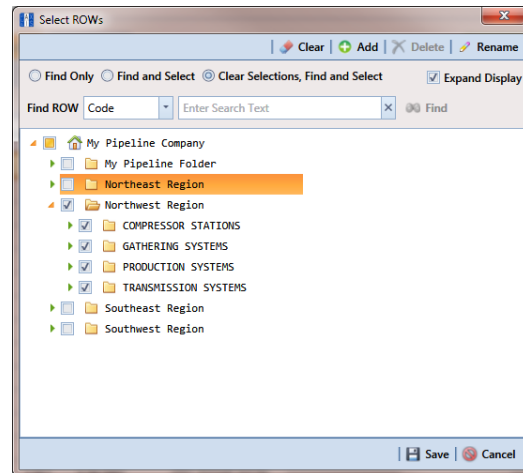 Select ROWs
Clear Add Delete Rename
Find Only Find and Select Clear Selections, Find and Select Expand Display
Find ROW Code Enter Search Text Find
My Pipeline Company
My Pipeline Folder
Northeast Region
Northwest Region
COMPRESSOR STATIONS
GATHERING SYSTEMS
PRODUCTION SYSTEMS
TRANSMISSION SYSTEMS
Southeast Region
Southwest Region
Save Cancel